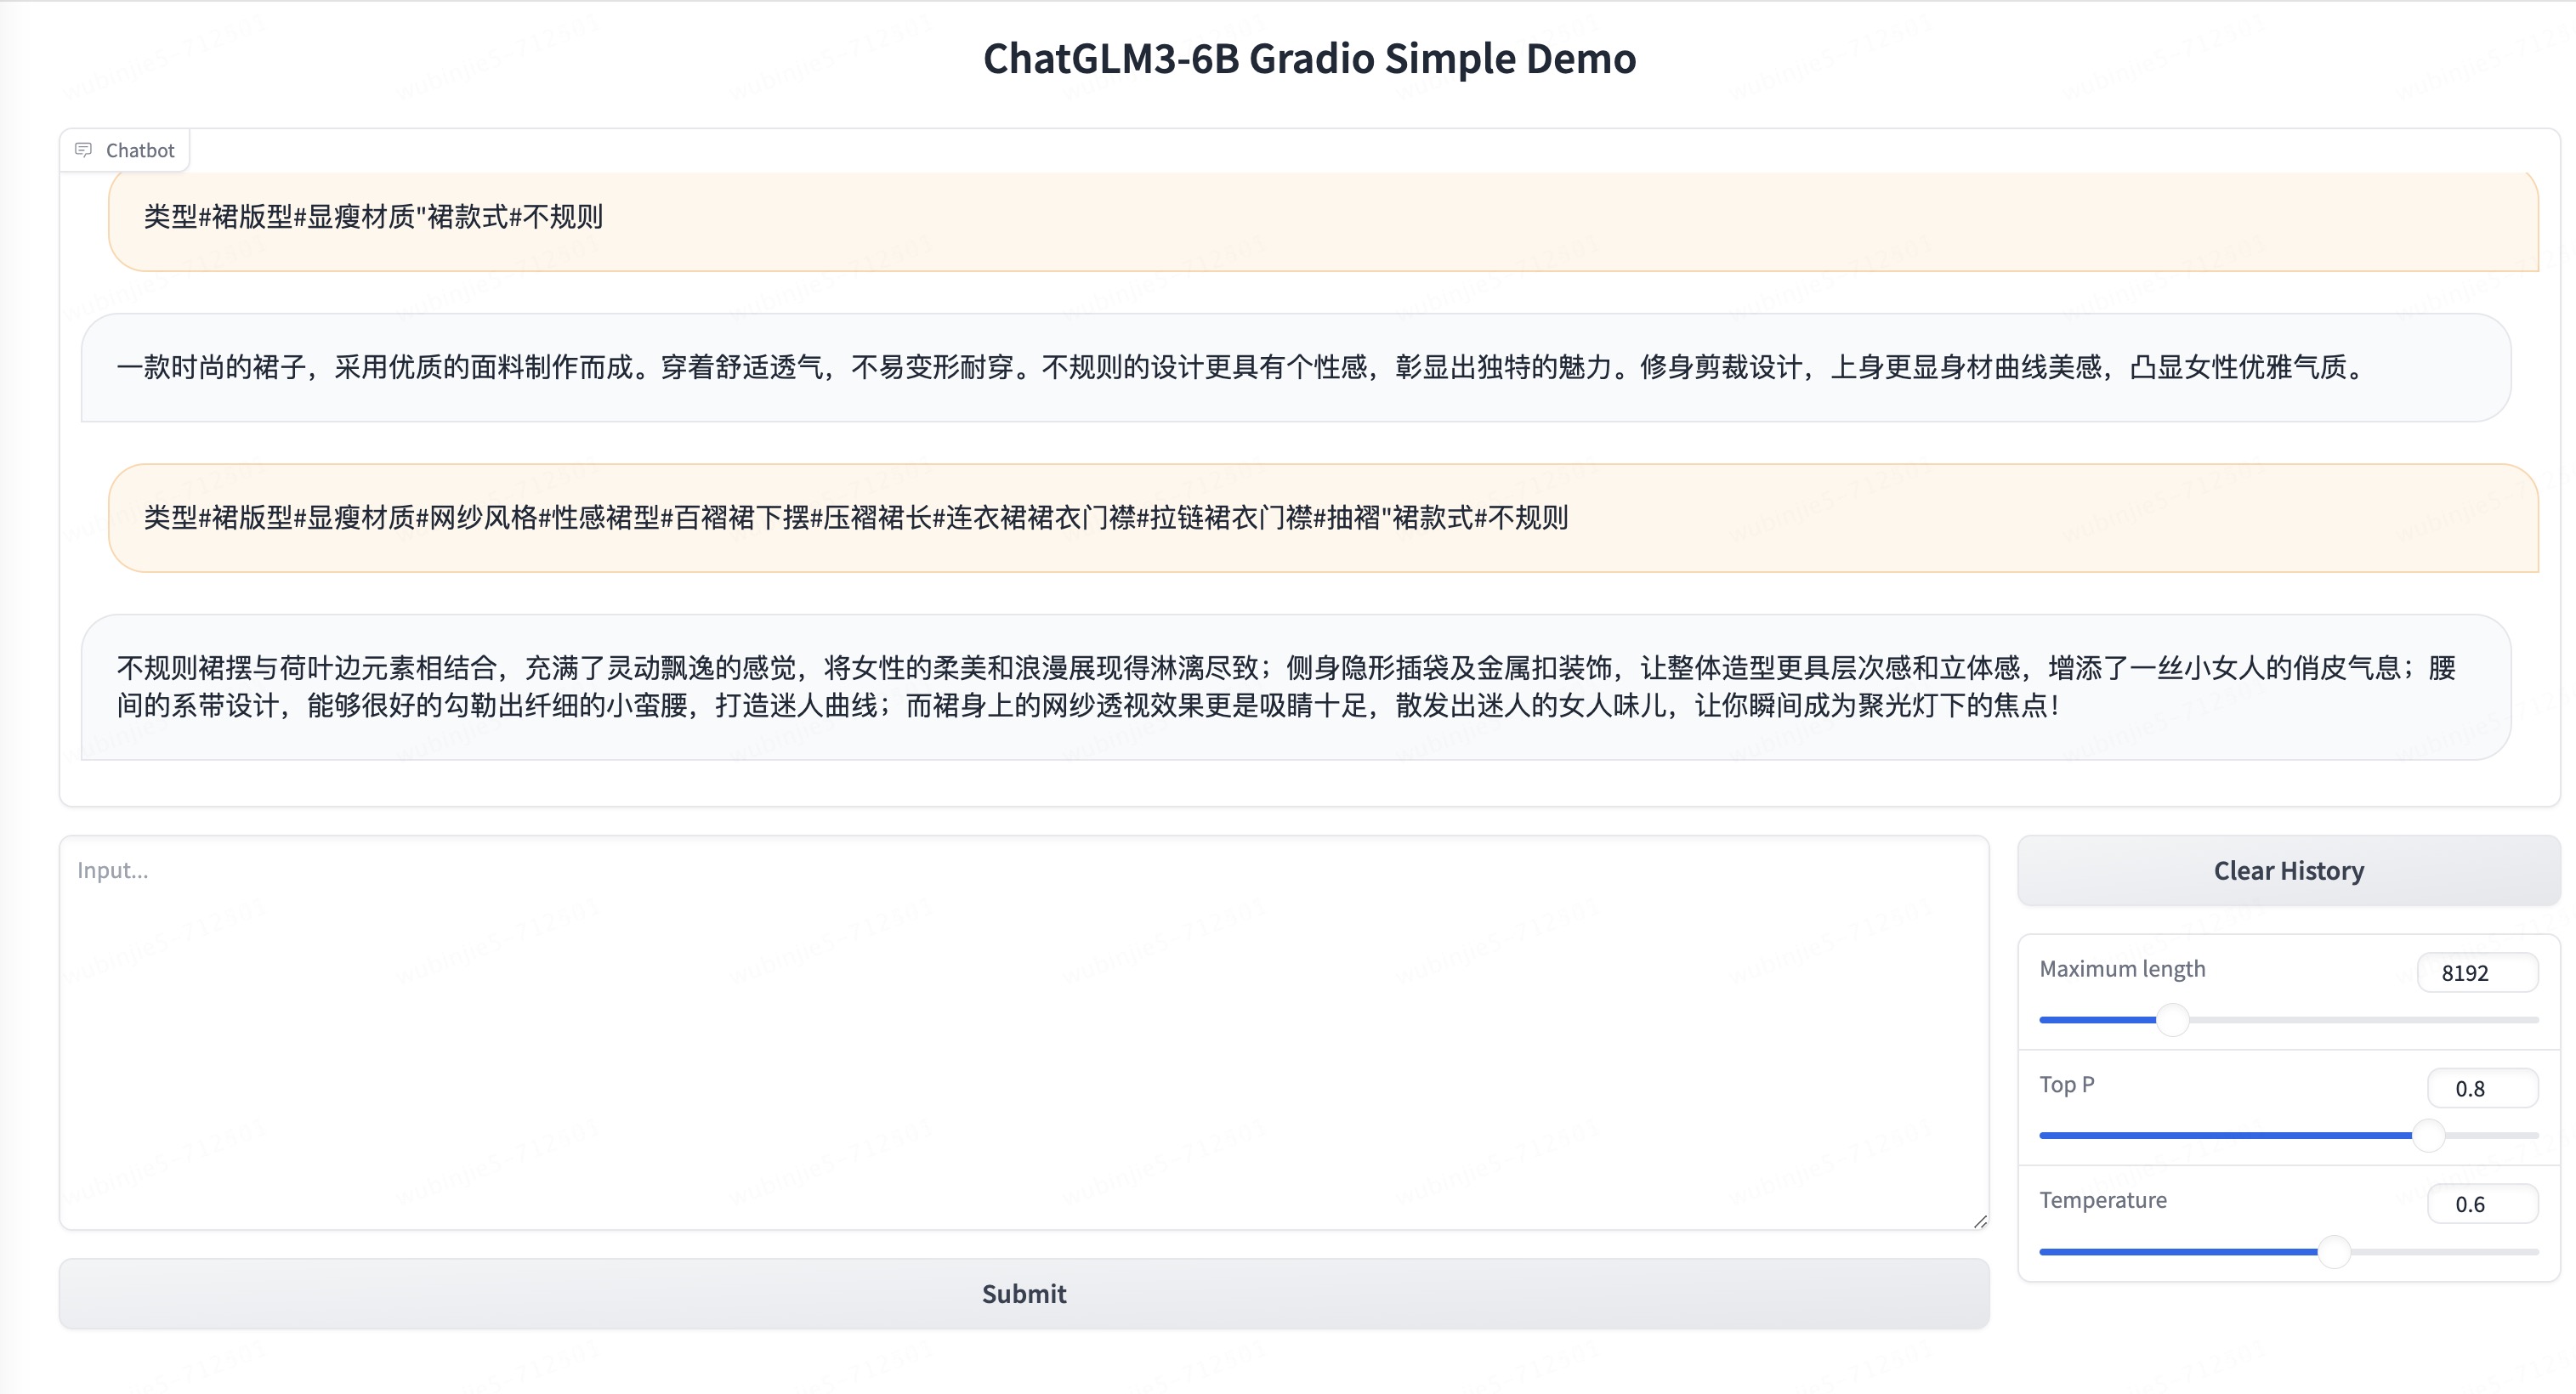 ChatGLM3-6B Gradio Simple Demo
Chatbot
类型#裙版型#显瘦材质"裙款式#不规则
一款时尚的裙子，采用优质的面料制作而成。穿着舒适透气，不易变形耐穿。不规则的设计更具有个性感，彰显出独特的魅力。修身剪裁设计，上身更显身材曲线美感，凸显女性优雅气质。
类型#裙版型#显瘦材质#网纱风格#性感裙型#百褶裙下摆#压褶裙长#连衣裙裙衣门襟#拉链裙衣门襟#抽褶"裙款式#不规则
不规则裙摆与荷叶边元素相结合，充满了灵动飘逸的感觉，将女性的柔美和浪漫展现得淋漓尽致；侧身隐形插袋及金属扣装饰，让整体造型更具层次感和立体感，增添了一丝小女人的俏皮气息；腰
间的系带设计，能够很好的勾勒出纤细的小蛮腰，打造迷人曲线；而裙身上的网纱透视效果更是吸睛十足，散发出迷人的女人味儿，让你瞬间成为聚光灯下的焦点！
Input...
Clear History
Maximum length
8192
Top P
0.8
Temperature
0.6
Submit